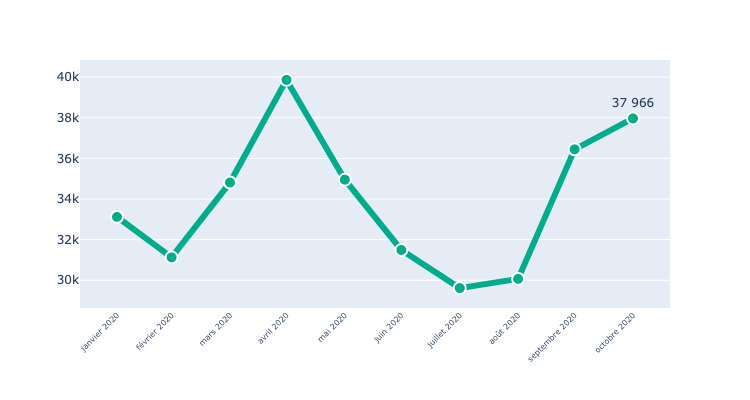 40k
38k
36k
34k
32k
30k
37 966
janvier 2020
février 2020
mars 2020
avril 2020
mai 2020
juin 2020
juillet 2020
août 2020
septembre 2020
octobre 2020